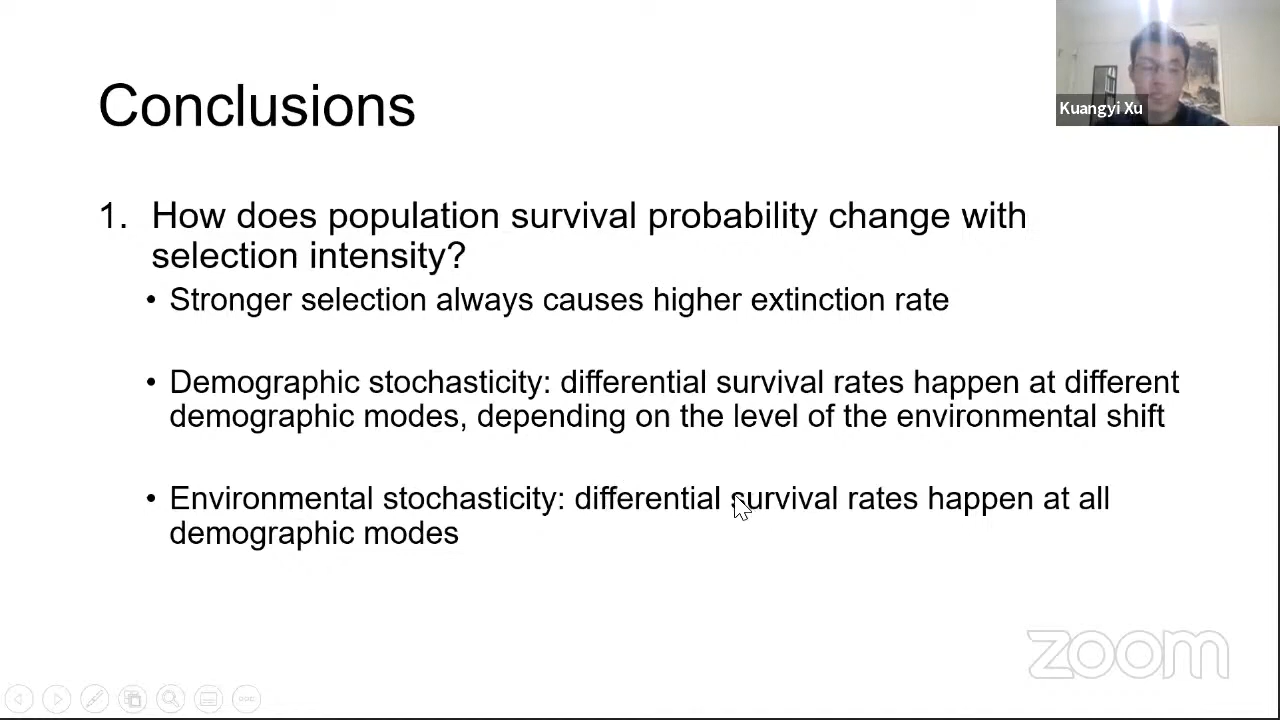 Conclusions
Kuangyi Xu
1. How does population survival probability change with
selection intensity?
• Stronger selection always causes higher extinction rate
• Demographic stochasticity: differential survival rates happen at different
demographic modes, depending on the level of the environmental shift
• Environmental stochasticity: differential survival rates happen at all
demographic modes
zoom